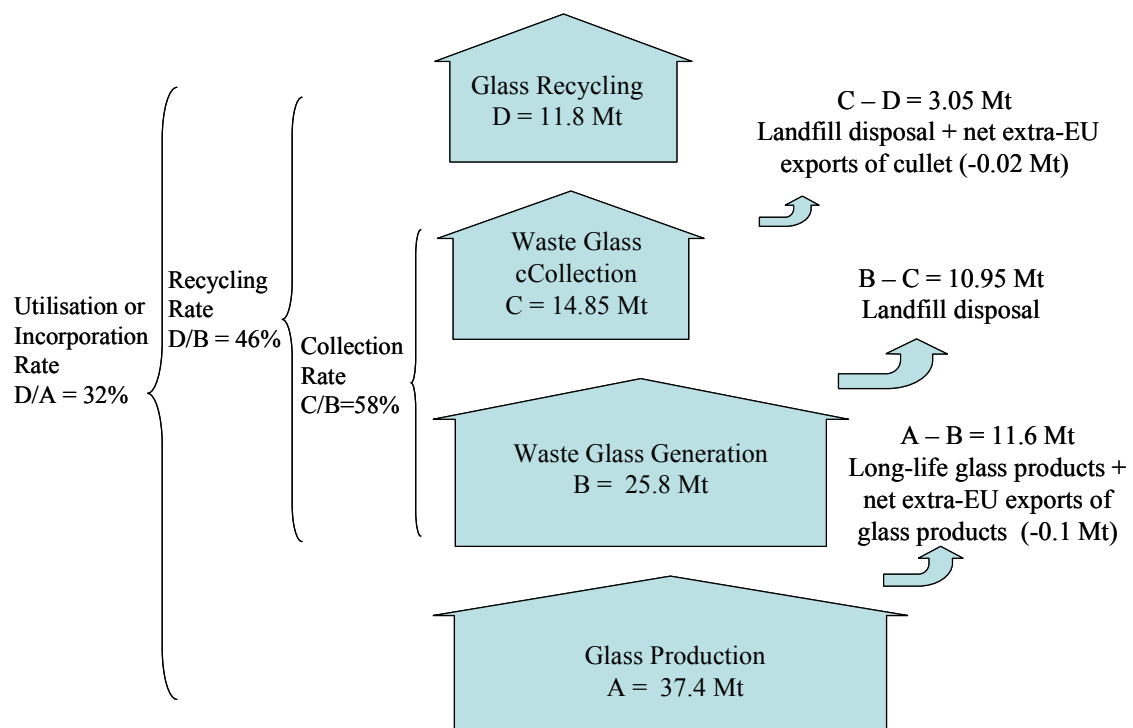 Glass Recycling
D = 11.8 Mt
C – D = 3.05 Mt
Landfill disposal + net extra-EU
exports of cullet (-0.02 Mt)
Waste Glass
cCollection
C = 14.85 Mt
B – C = 10.95 Mt
Landfill disposal
Utilisation or
Incorporation
Rate
D/A = 32%
Recycling
Rate
D/B = 46%
Collection
Rate
C/B=58%
Waste Glass Generation
B =  25.8 Mt
A – B = 11.6 Mt
Long-life glass products +
net extra-EU exports of
glass products  (-0.1 Mt)
Glass Production
A =  37.4 Mt